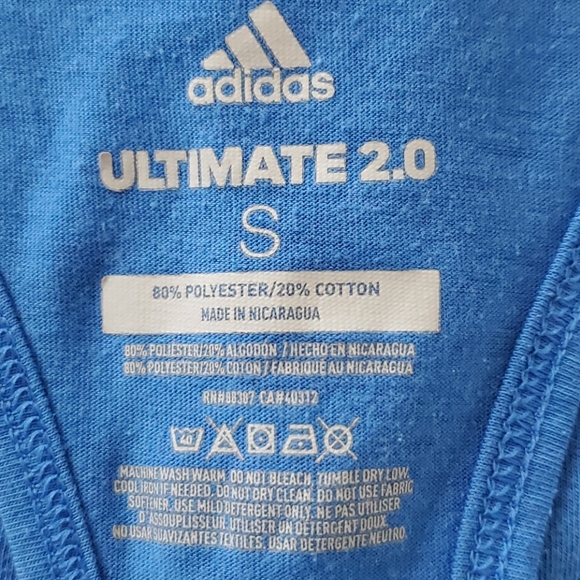 adidas
ULTIMATE 2.0
S
80% POLYESTER/20% COTTON
MADE IN NICARAGUA
80% POLIESTER/20% ALGODÓN / HECHO EN NICARAGUA
80% POLYESTER/20% COTON / FABRIQUÉ AU NICARAGUA
RN#88387 CA#40312
40
MACHINE WASH WARM. DO NOT BLEACH. TUMBLE DRY LOW.
COOL IRON IF NEEDED. DO NOT DRY CLEAN. DO NOT USE FABRIC
SOFTENER. USE MILD DETERGENT ONLY. NE PAS UTILISER
D'ASSOUPLISSEUR. UTILISER UN DÉTERGENT DOUX.
NO USAR SUAVIZANTES TEXTILES. USAR DETERGENTE NEUTRO.